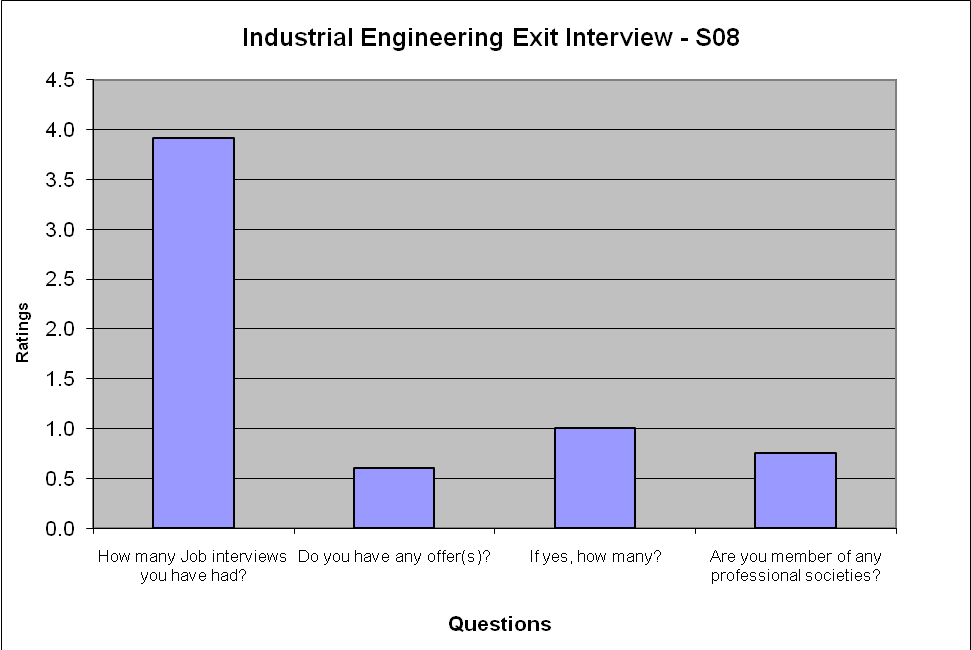 Industrial Engineering Exit Interview - S08
4.5
4.0
3.5
3.0
2.5
2.0
1.5
1.0
0.5
0.0
Ratings
How many Job interviews
you have had?
Do you have any offer(s)?
If yes, how many?
Are you member of any
professional societies?
Questions